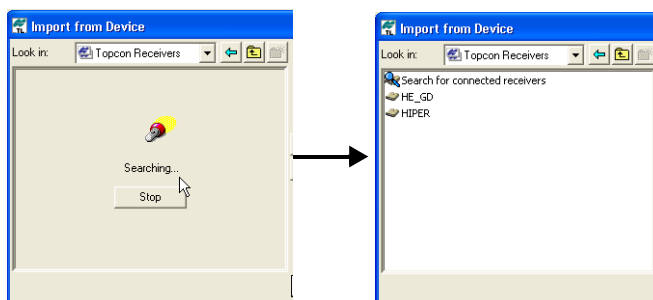 Import from Device
Look in:
Topcon Receivers
Searching...
Stop
Import from Device
Look in:
Topcon Receivers
Search for connected receivers
HE_GD
HIPER